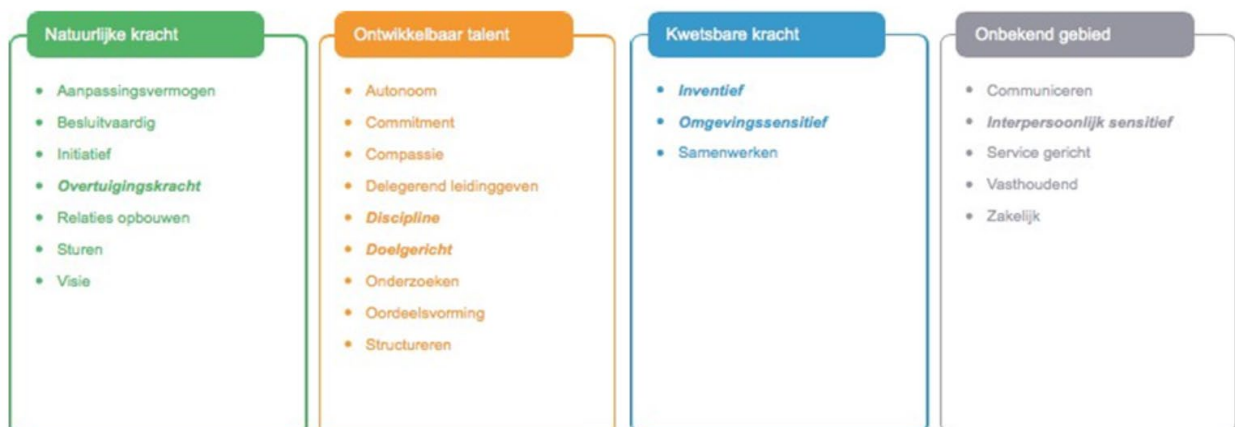 Natuurlijke kracht
Aanpassingsvermogen
Besluitvaardig
Initiatief
Overtuigingskracht
Relaties opbouwen
Sturen
Visie
Ontwikkelbaar talent
Autonoom
Commitment
Compassie
Delegerend leidinggeven
Discipline
Doelgericht
Onderzoeken
Oordeelsvorming
Structureren
Kwetsbare kracht
Inventief
Omgevingssensitief
Samenwerken
Onbekend gebied
Communiceren
Interpersoonlijk sensitief
Service gericht
Vasthoudend
Zakelijk